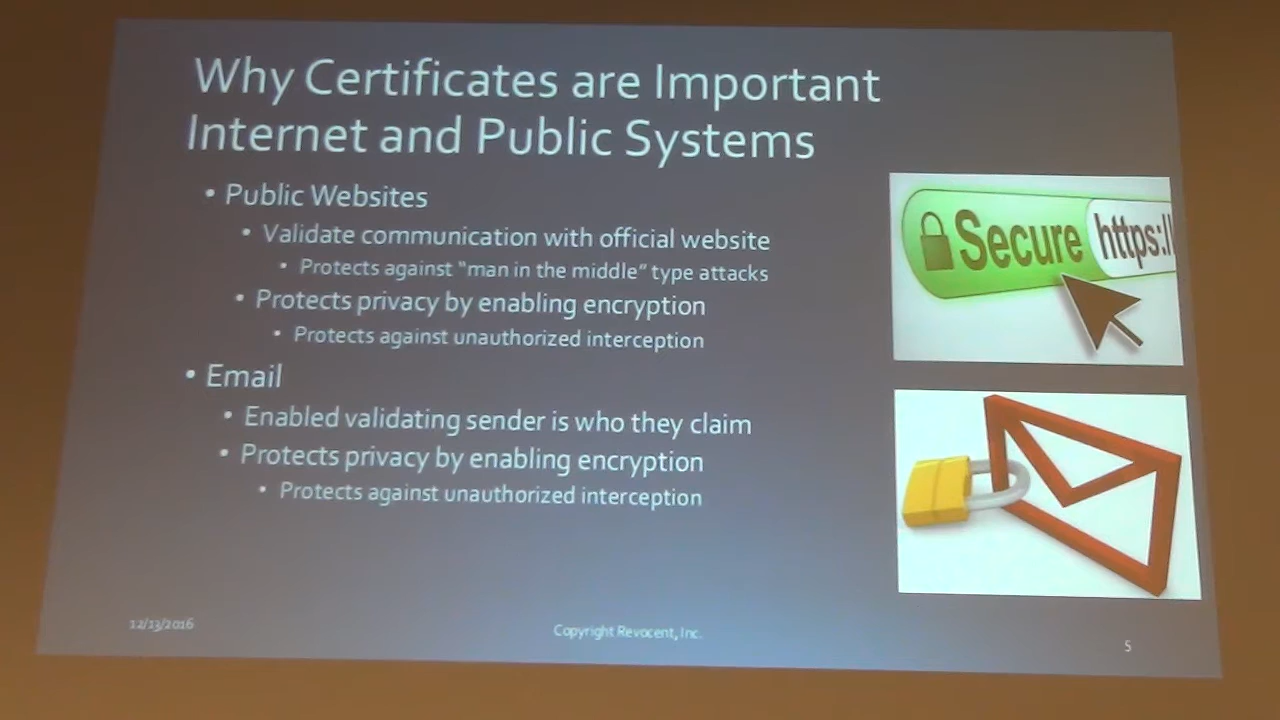 Why Certificates are Important
Internet and Public Systems
• Public Websites
• Validate communication with official website
• Protects against "man in the middle" type attacks
• Protects privacy by enabling encryption
• Protects against unauthorized interception
• Email
• Enabled validating sender is who they claim
• Protects privacy by enabling encryption
• Protects against unauthorized interception
Secure https://
12/13/2016
Copyright Revocent, Inc.
5